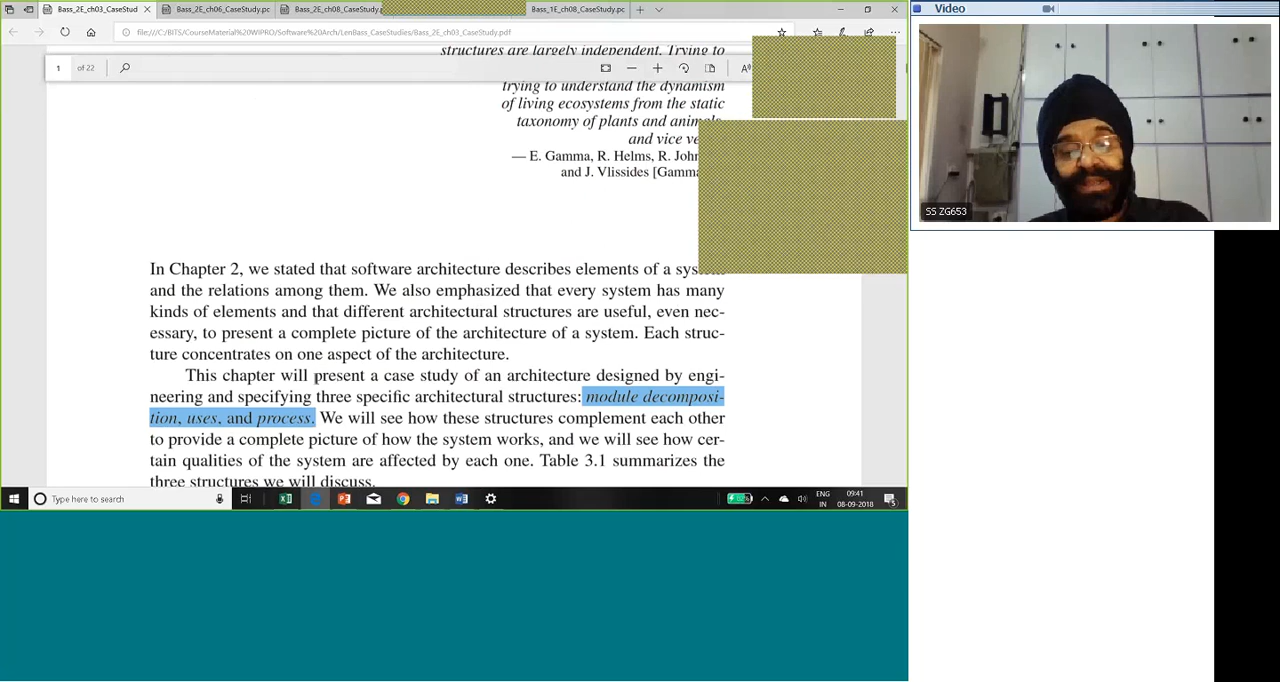 Bass_2E_ch03_CaseStud
Bass_2E_ch06_CaseStudy.pc
Bass_2E_ch08_CaseStudy.
Bass_1E_ch08_CaseStudy.pc
Video
file:///C:/BITS/CourseMaterial%20WIPRO/Software%20Arch/LenBass_CaseStudies/Bass_2E_ch03_CaseStudy.pdf
structures are largely independent. Trying to
1 of 22
trying to understand the dynamism
of living ecosystems from the static
taxonomy of plants and animals,
and vice ve
— E. Gamma, R. Helms, R. John
and J. Vlissides [Gamma
SS ZG653
In Chapter 2, we stated that software architecture describes elements of a system
and the relations among them. We also emphasized that every system has many
kinds of elements and that different architectural structures are useful, even nec-
essary, to present a complete picture of the architecture of a system. Each struc-
ture concentrates on one aspect of the architecture.
This chapter will present a case study of an architecture designed by engi-
neering and specifying three specific architectural structures: module decomposi-
tion, uses, and process. We will see how these structures complement each other
to provide a complete picture of how the system works, and we will see how cer-
tain qualities of the system are affected by each one. Table 3.1 summarizes the
three structures we will discuss.
Type here to search
ENG
IN
09:41
08-09-2018